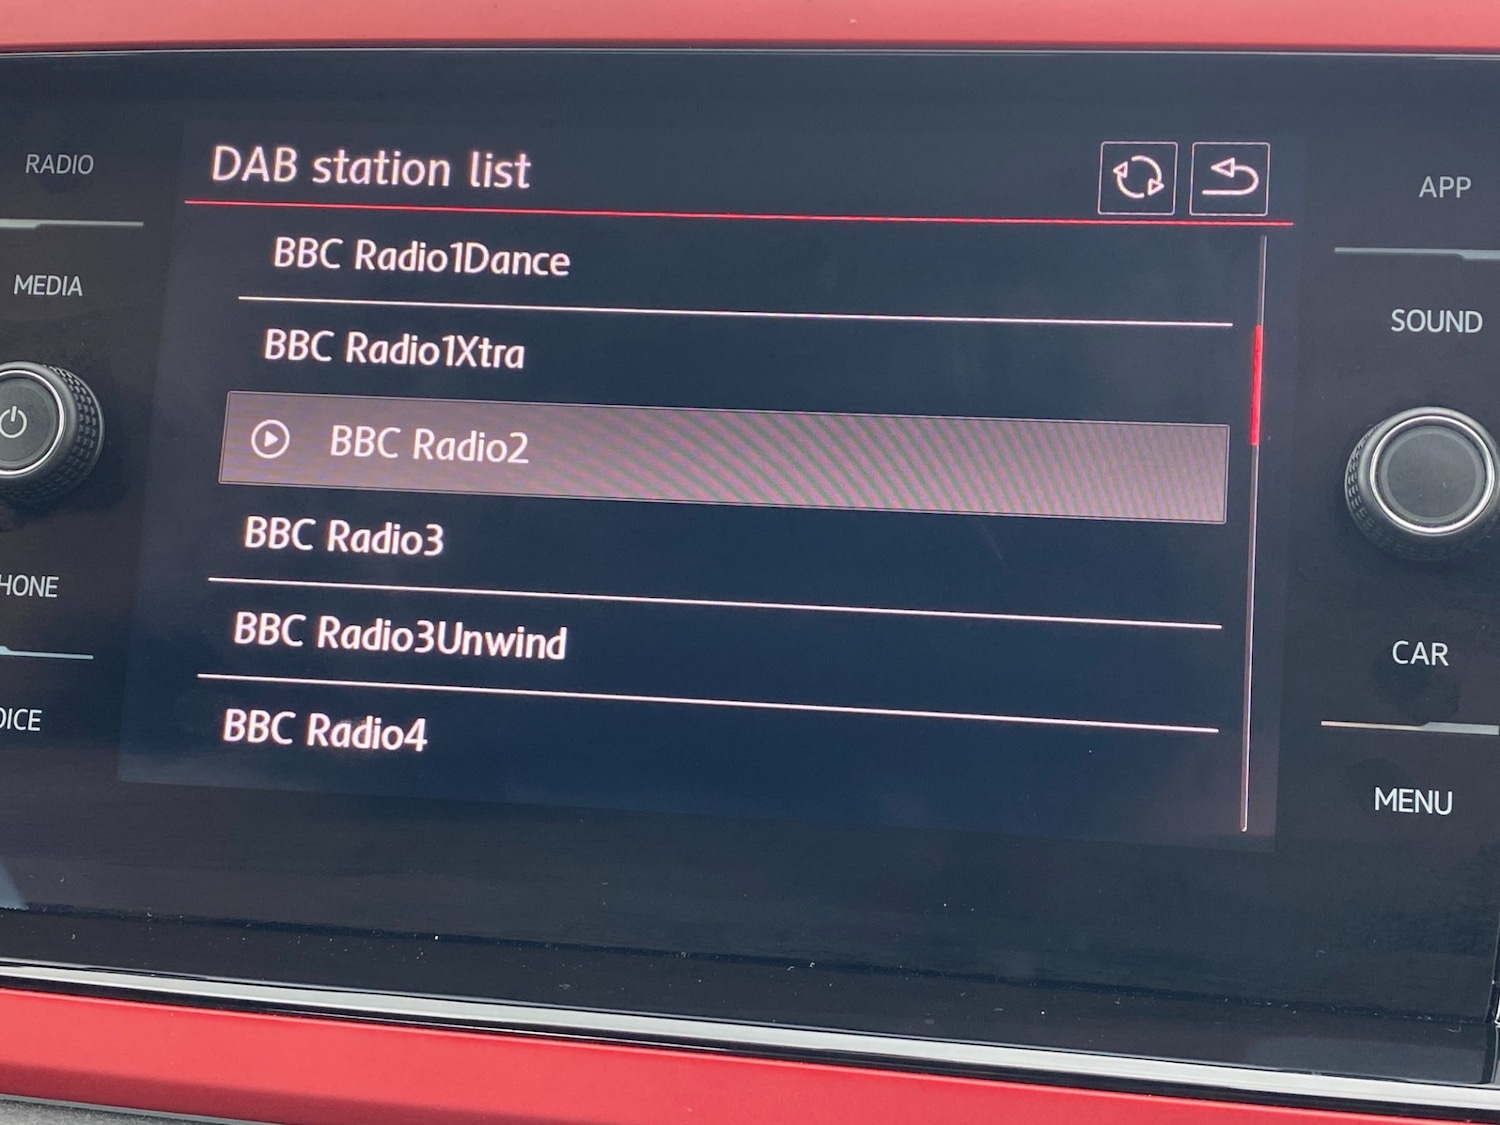 DAB station list
BBC Radio1Dance
BBC Radio1Xtra
BBC Radio2
BBC Radio3
BBC Radio3Unwind
BBC Radio4
RADIO
MEDIA
HONE
OICE
APP
SOUND
CAR
MENU